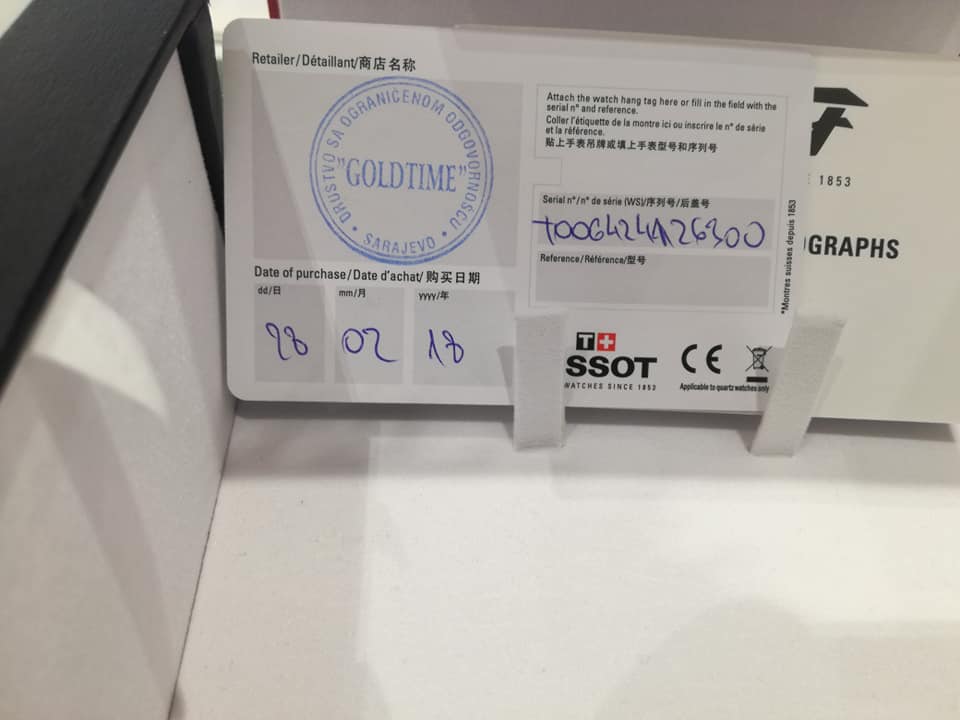 Retailer/Détaillant/商店名称
DRUŠTVO SA OGRANIČENOM ODGOVORNOŠĆU
"GOLDTIME"
• SARAJEVO •
Date of purchase/Date d'achat/购买日期
dd/日 mm/月 yyyy/年
28 02 18
Attach the watch hang tag here or fill in the field with the
serial n° and reference.
Coller l'étiquette de la montre ici ou inscrire le n° de série
et la référence.
贴上手表吊牌或填上手表型号和序列号
Serial n°/n° de série (WS)/序列号/后盖号
T006424A26300
Reference/Référence/型号
*Montres suisses depuis 1853
T+
SSOT
WATCHES SINCE 1853
CE
Applicable to quartz watches only
E 1853
OGRAPHS